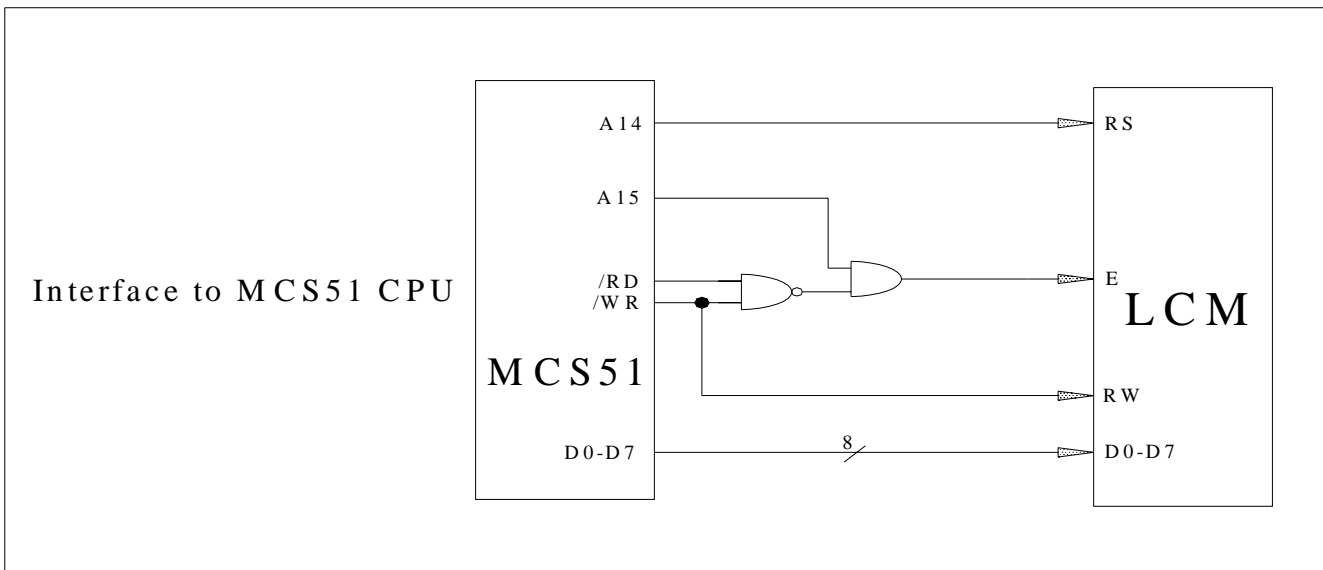 A14
RS
A15
/RD
E
Interface to MCS51 CPU
/WR
LCM
MCS51
RW
8
D0-D7
D0-D7